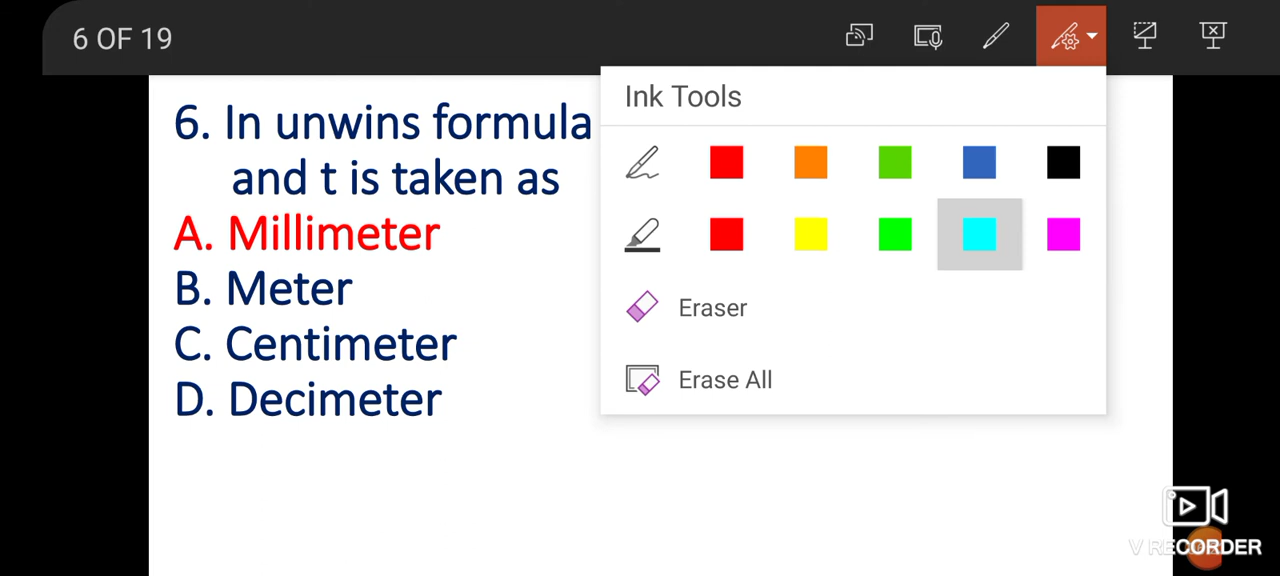 6 OF 19
Ink Tools
6. In unwins formula
and t is taken as
A. Millimeter
B. Meter
C. Centimeter
D. Decimeter
Eraser
Erase All
V RECORDER